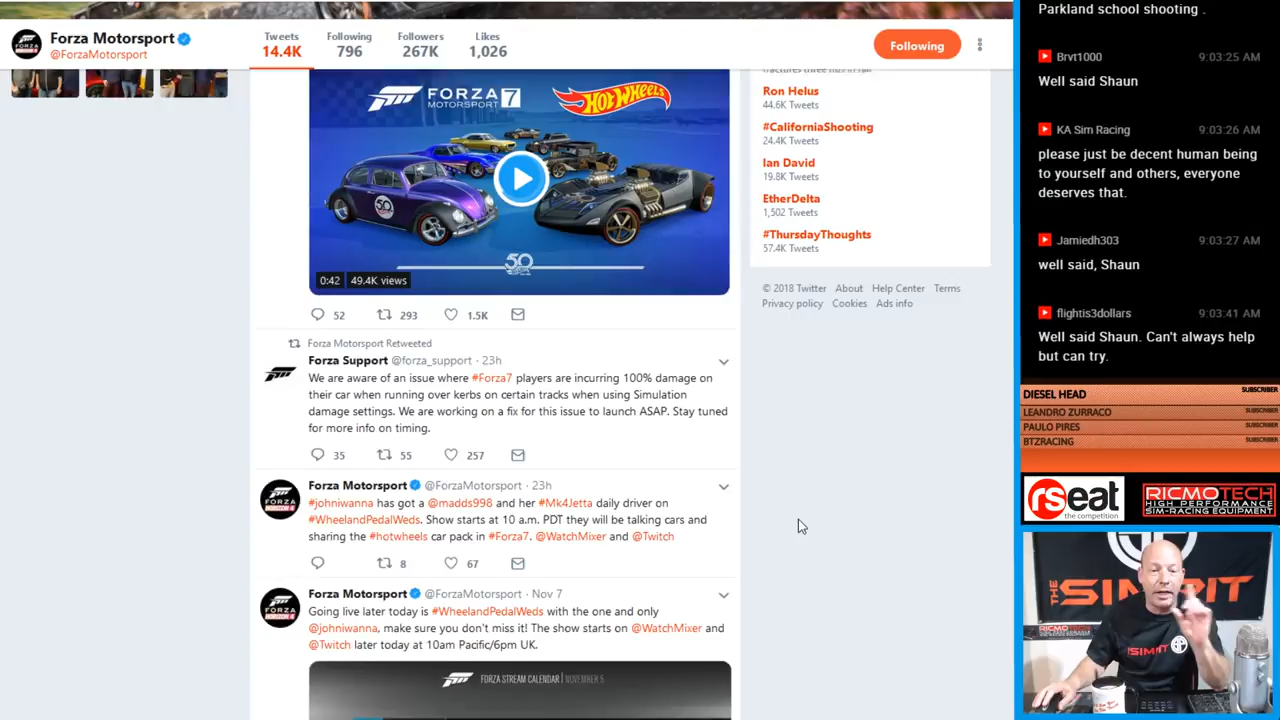 Forza Motorsport
@ForzaMotorsport
Tweets
14.4K
Following
796
Followers
267K
Likes
1,026
Following
FORZA
MOTORSPORT 7
Hot Wheels
50
50
0:42
49.4K views
52
293
1.5K
Forza Motorsport Retweeted
Forza Support @forza_support · 23h
We are aware of an issue where #Forza7 players are incurring 100% damage on
their car when running over kerbs on certain tracks when using Simulation
damage settings. We are working on a fix for this issue to launch ASAP. Stay tuned
for more info on timing.
35
55
257
Forza Motorsport @ForzaMotorsport · 23h
#johniwanna has got a @madds998 and her #Mk4Jetta daily driver on
#WheelandPedalWeds. Show starts at 10 a.m. PDT they will be talking cars and
sharing the #hotwheels car pack in #Forza7. @WatchMixer and @Twitch
8
67
Forza Motorsport @ForzaMotorsport · Nov 7
Going live later today is #WheelandPedalWeds with the one and only
@johniwanna, make sure you don't miss it! The show starts on @WatchMixer and
@Twitch later today at 10am Pacific/6pm UK.
FORZA STREAM CALENDAR | NOVEMBER 5
Ron Helus
44.6K Tweets
#CaliforniaShooting
24.4K Tweets
Ian David
19.8K Tweets
EtherDelta
1,502 Tweets
#ThursdayThoughts
57.4K Tweets
© 2018 Twitter About Help Center Terms
Privacy policy Cookies Ads info
Parkland school shooting .
Brvt1000 9:03:25 AM
Well said Shaun
KA Sim Racing 9:03:26 AM
please just be decent human being
to yourself and others, everyone
deserves that.
Jamiedh303 9:03:27 AM
well said, Shaun
flightis3dollars 9:03:41 AM
Well said Shaun. Can't always help
but can try.
DIESEL HEAD SUBSCRIBER
LEANDRO ZURRACO SUBSCRIBER
PAULO PIRES SUBSCRIBER
BTZRACING SUBSCRIBER
rseat
the competition
RICMOTECH
HIGH PERFORMANCE
SIM-RACING EQUIPMENT
THE SIMPIT
RICMOTECH
SIMPIT